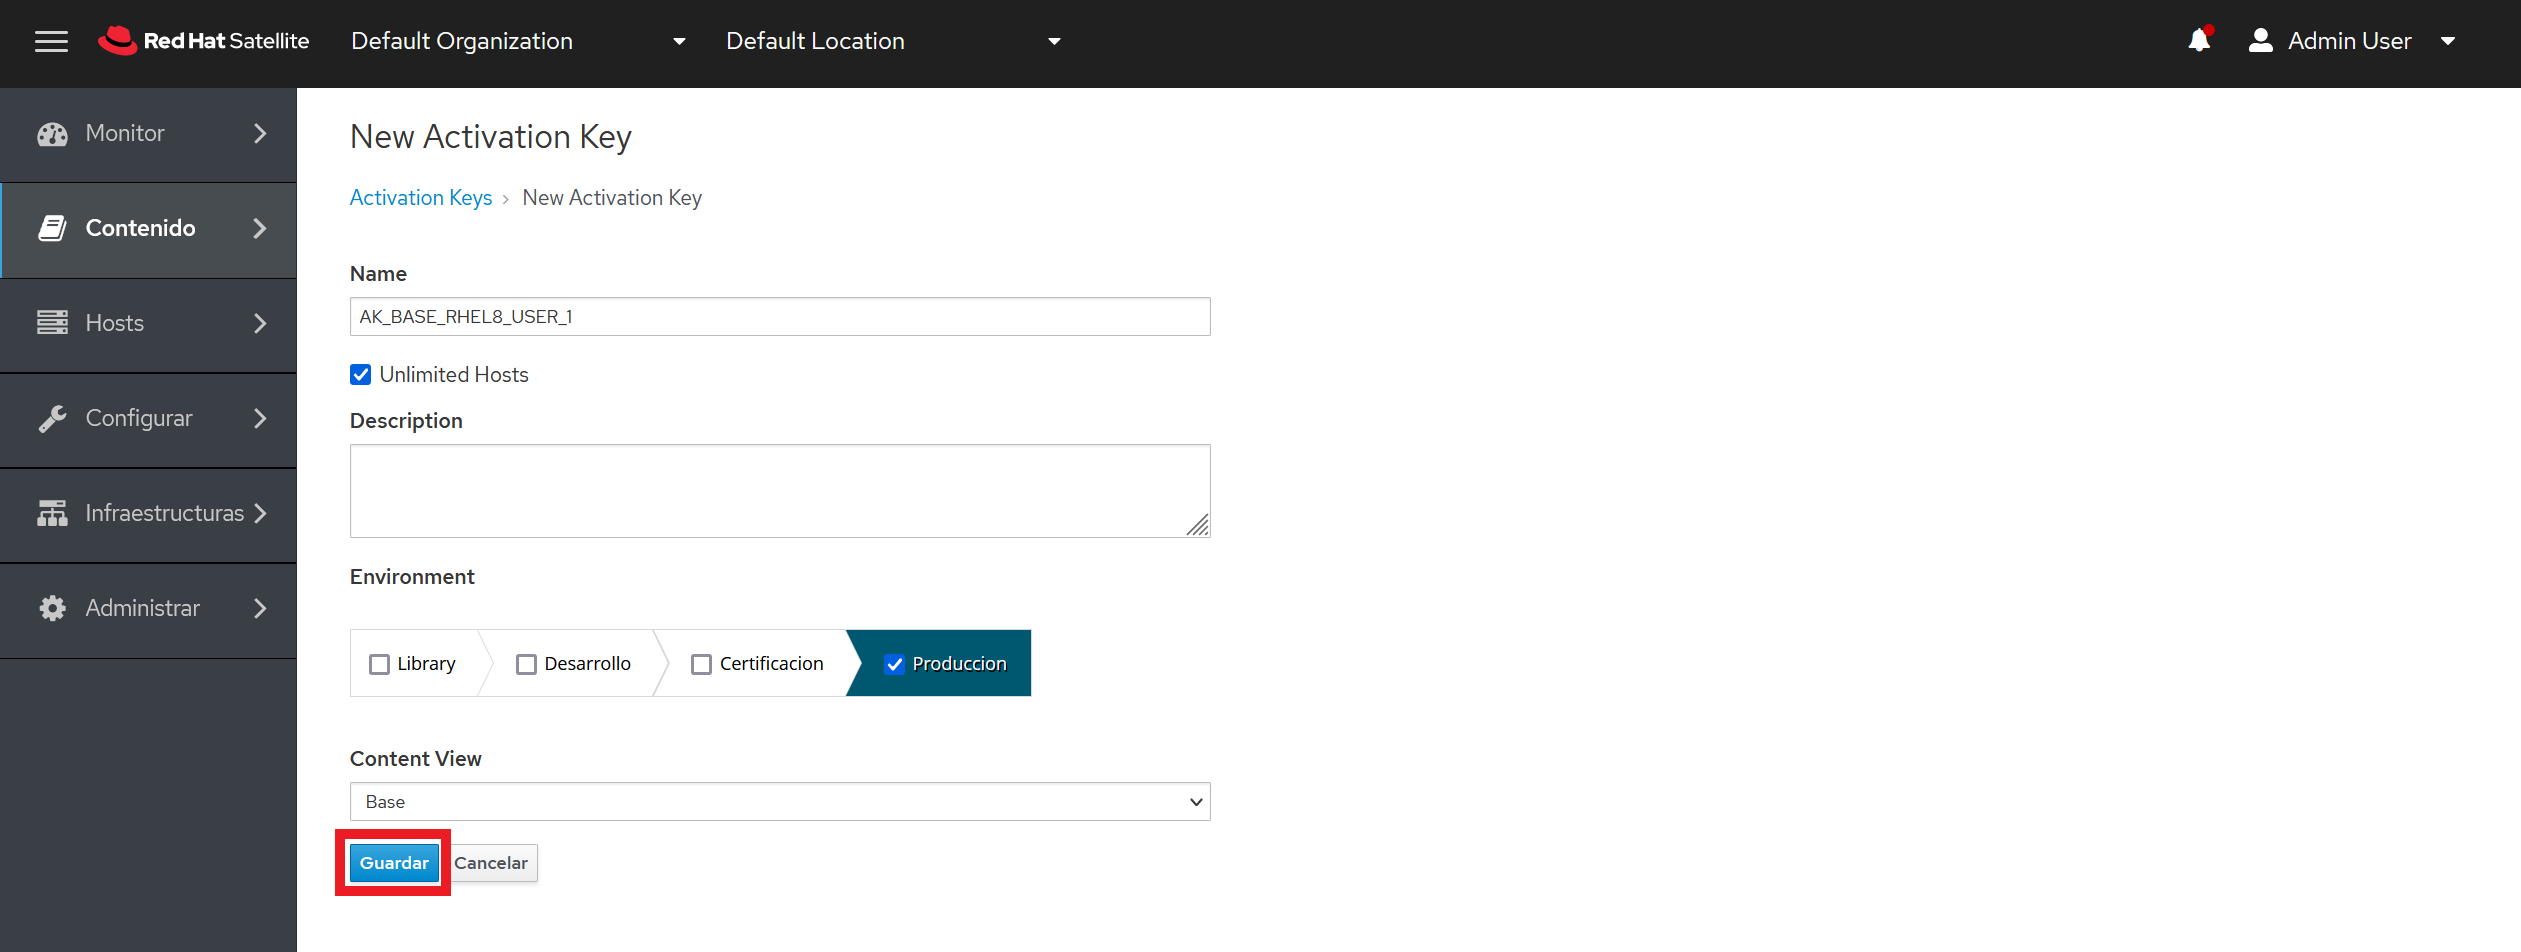 Red Hat Satellite Default Organization Default Location Admin User
Monitor
Contenido
Hosts
Configurar
Infraestructuras
Administrar
New Activation Key
Activation Keys › New Activation Key
Name
AK_BASE_RHEL8_USER_1
Unlimited Hosts
Description
Environment
Library Desarrollo Certificacion Produccion
Content View
Base
Guardar Cancelar